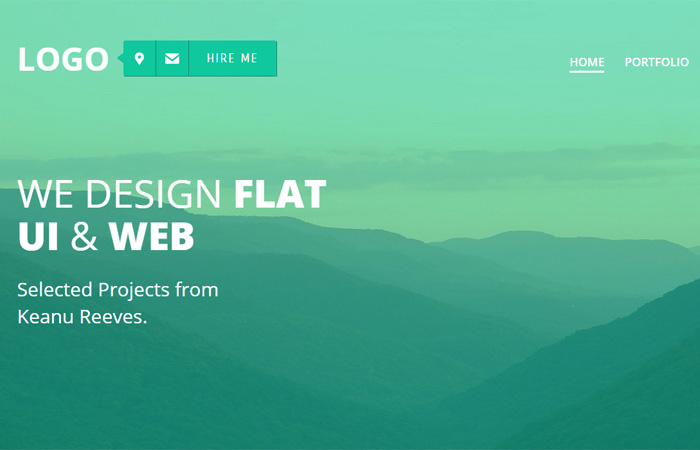 LOGO HIRE ME HOME PORTFOLIO
WE DESIGN FLAT
UI & WEB
Selected Projects from
Keanu Reeves.